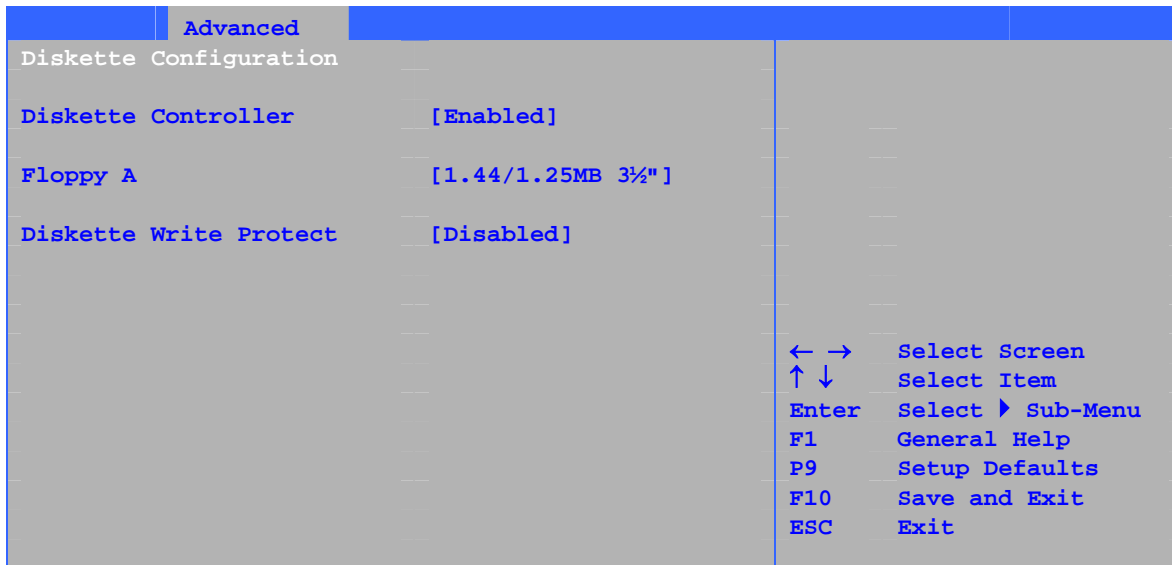 Advanced
Diskette Configuration
Diskette Controller [Enabled]
Floppy A [1.44/1.25MB 3½"]
Diskette Write Protect [Disabled]
← → Select Screen
↑ ↓ Select Item
Enter Select ▶ Sub-Menu
F1 General Help
P9 Setup Defaults
F10 Save and Exit
ESC Exit